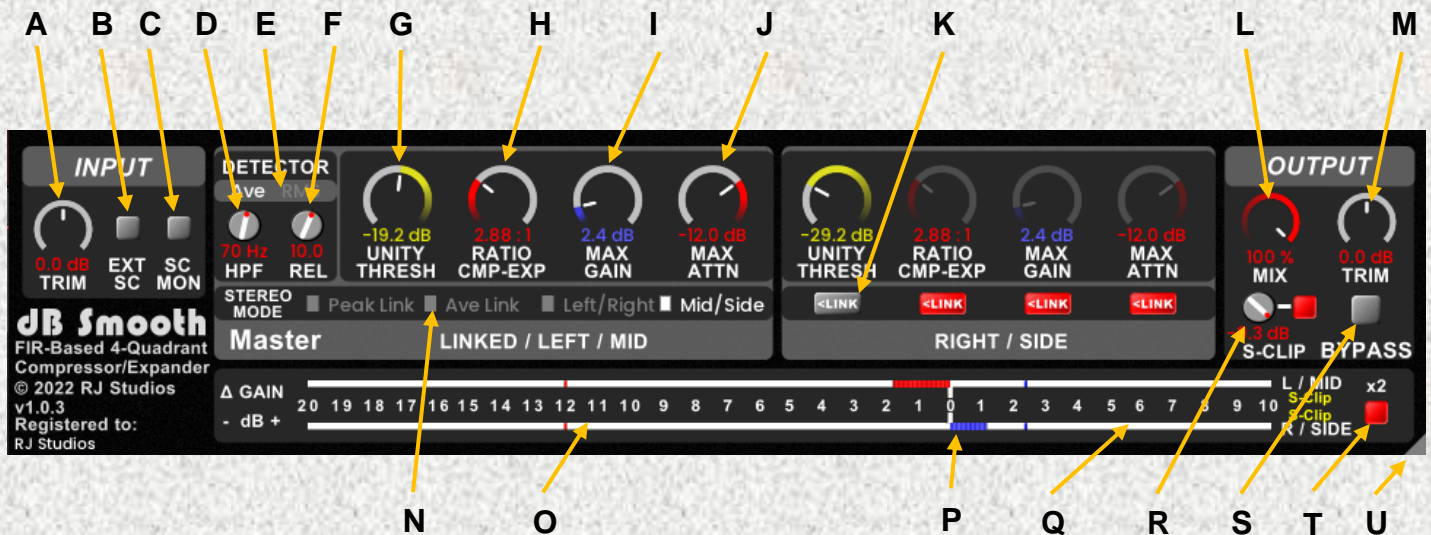 A B C D E F G H I J K L M
INPUT
0.0 dB
TRIM
EXT SC
SC MON
dB Smooth
FIR-Based 4-Quadrant
Compressor/Expander
© 2022 RJ Studios
v1.0.3
Registered to:
RJ Studios
DETECTOR
Ave RMS
70 Hz 10.0
HPF REL
-19.2 dB
UNITY THRESH
2.88 : 1
RATIO CMP-EXP
2.4 dB
MAX GAIN
-12.0 dB
MAX ATTN
STEREO MODE
Peak Link Ave Link Left/Right Mid/Side
Master LINKED / LEFT / MID
-29.2 dB
UNITY THRESH
2.88 : 1
RATIO CMP-EXP
2.4 dB
MAX GAIN
-12.0 dB
MAX ATTN
<LINK <LINK <LINK <LINK
RIGHT / SIDE
OUTPUT
100 %
MIX
0.0 dB
TRIM
.3 dB
S-CLIP BYPASS
Δ GAIN
- dB +
20 19 18 17 16 15 14 13 12 11 10 9 8 7 6 5 4 3 2 1 0 1 2 3 4 5 6 7 8 9 10
L / MID
S-Clip
S-Clip
R / SIDE
x2
N O P Q R S T U